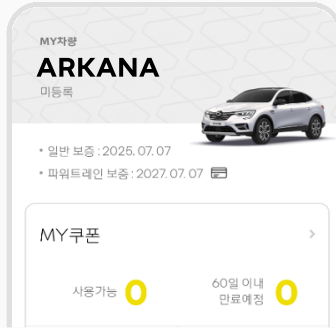 MY차량
ARKANA
미등록
• 일반 보증 : 2025. 07. 07
• 파워트레인 보증 : 2027. 07. 07
MY쿠폰
사용가능 0
60일 이내
만료예정 0